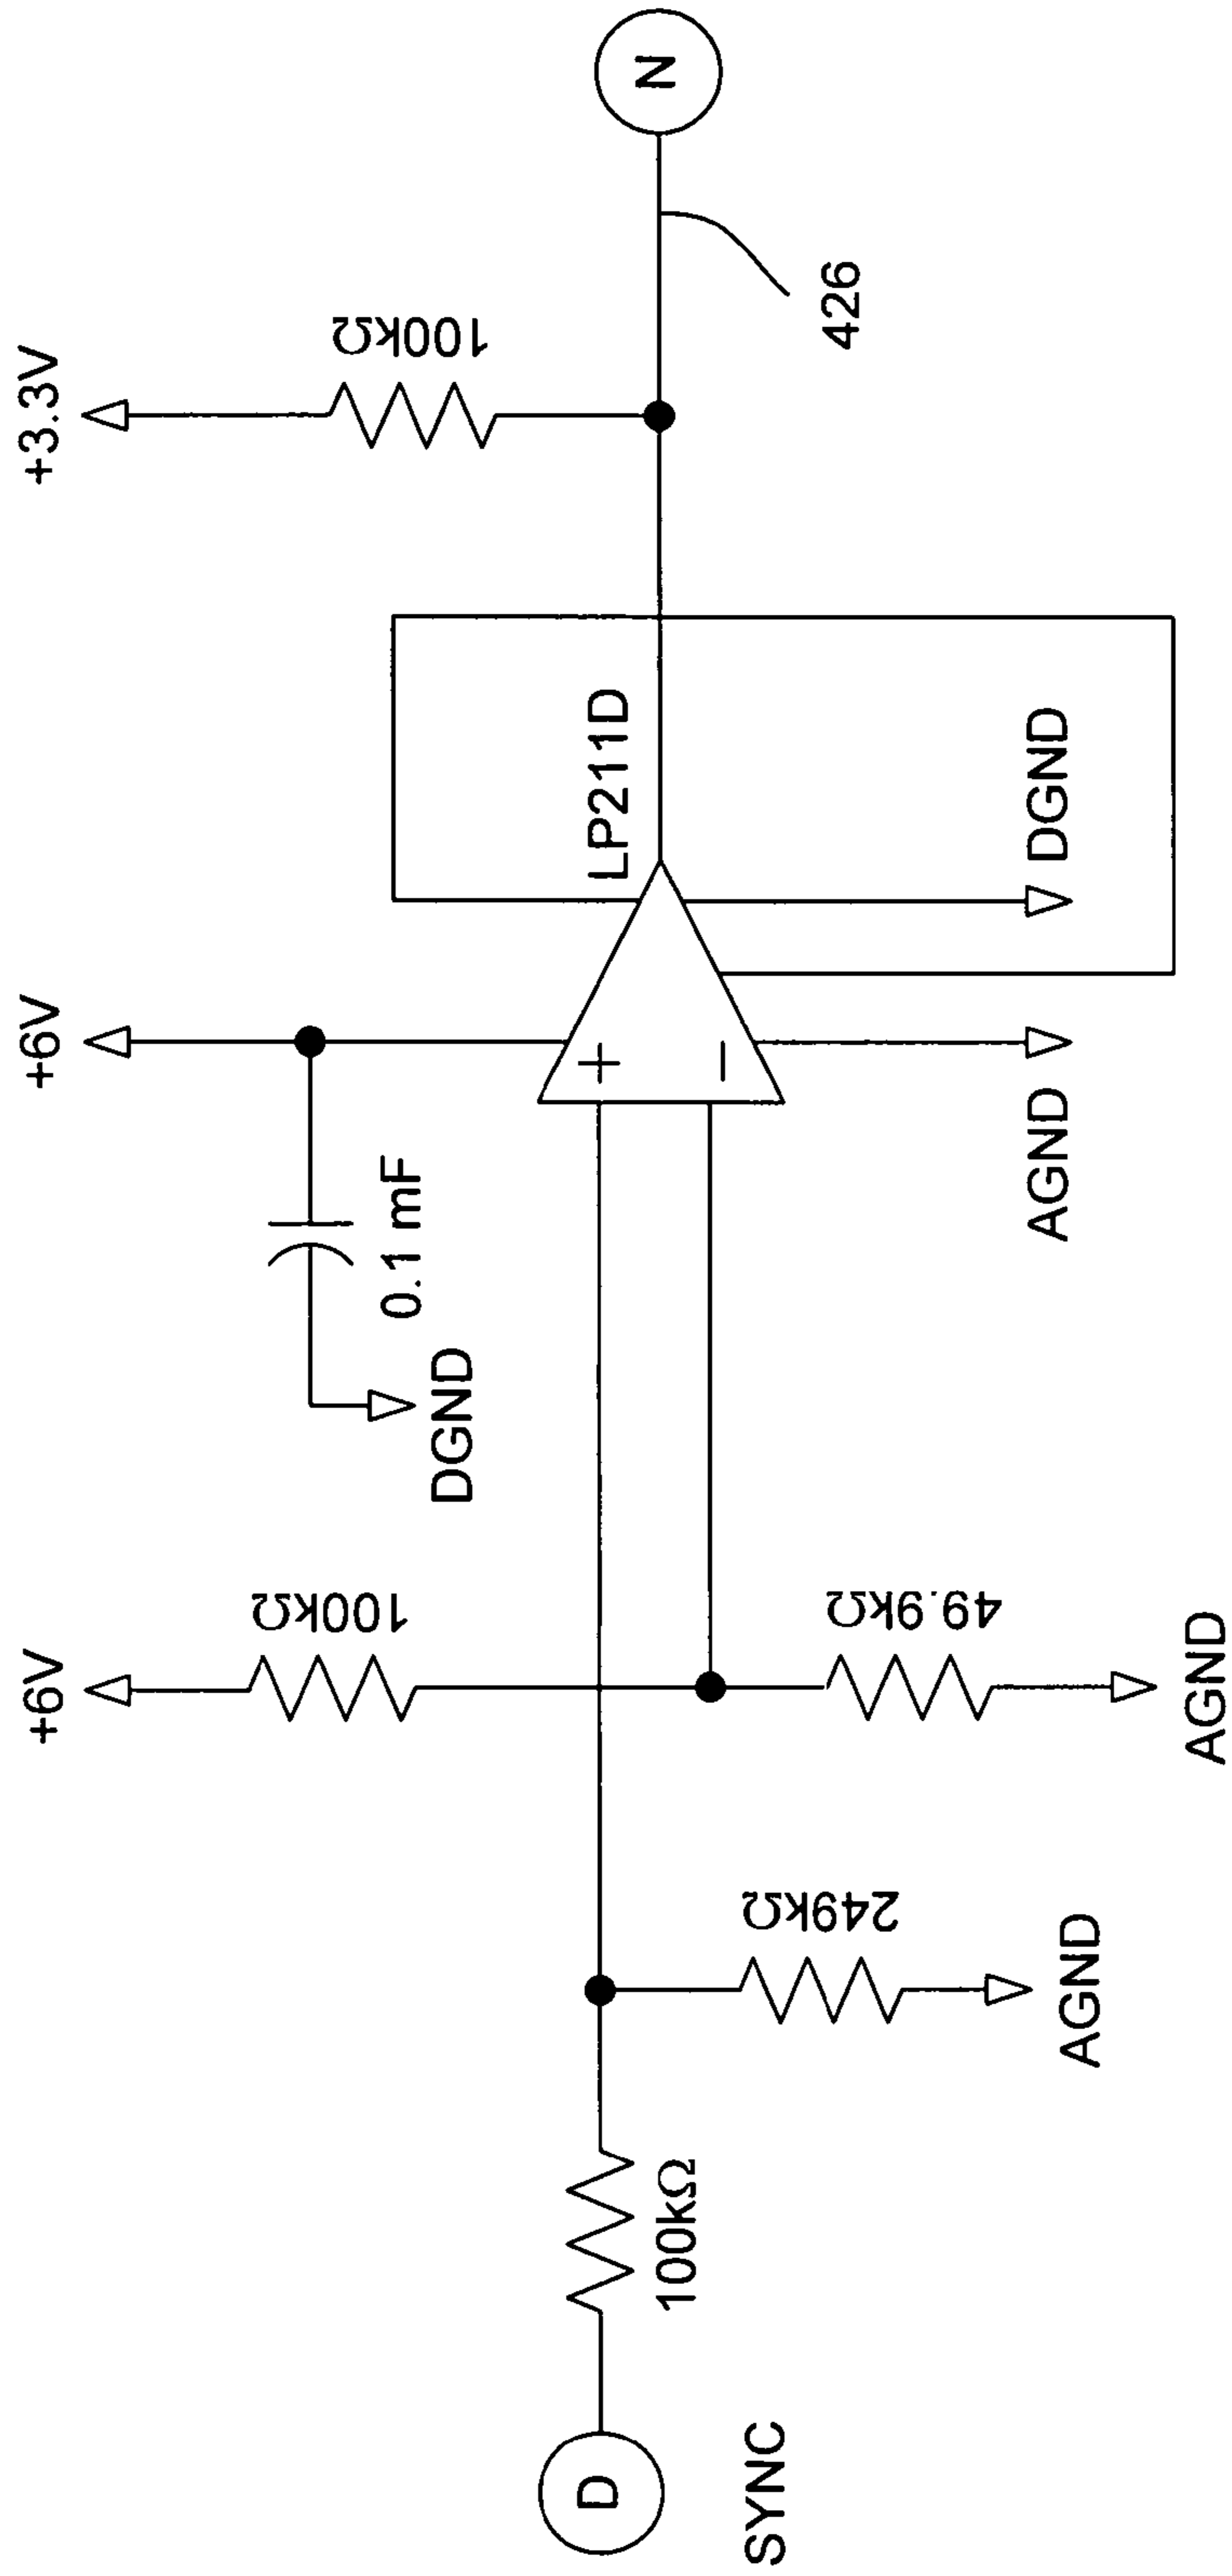 +6V
+6V
+3.3V
100kΩ
DGND
0.1 mF
100kΩ
LP211D
D
SYNC
100kΩ
+
−
N
426
249kΩ
49.9kΩ
AGND
AGND
AGND
DGND